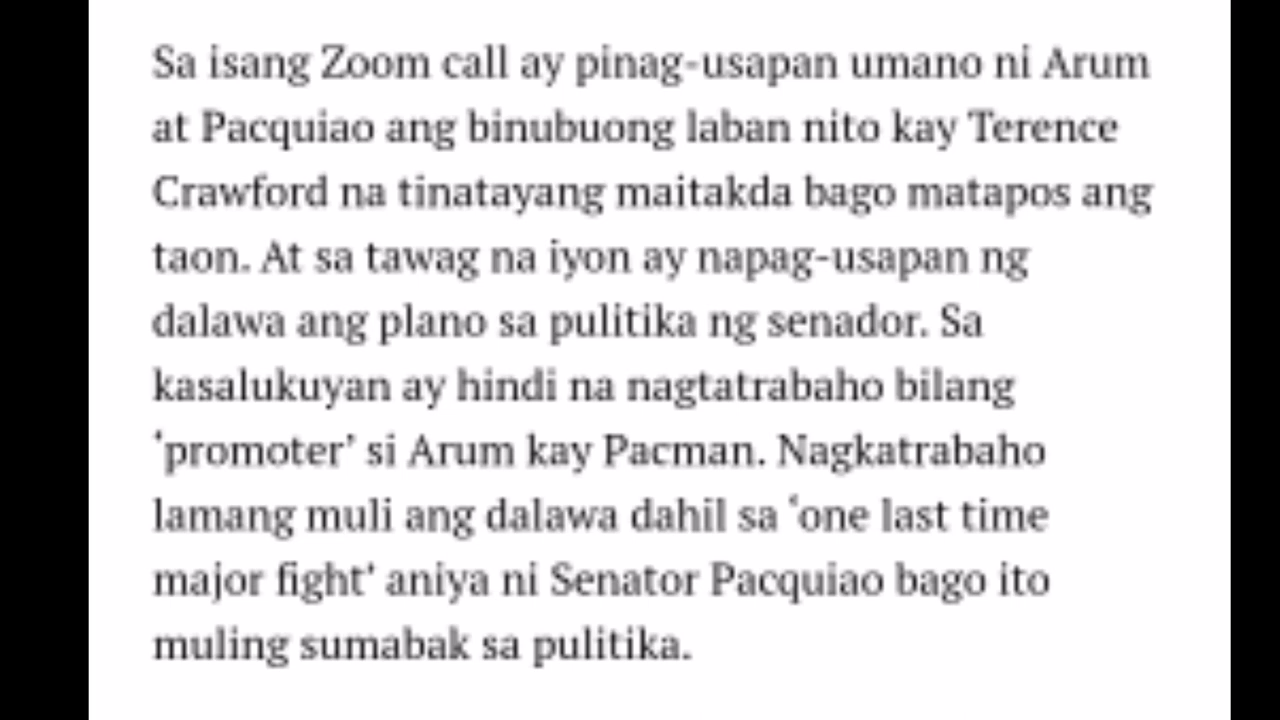 Sa isang Zoom call ay pinag-usapan umano ni Arum
at Pacquiao ang binubuong laban nito kay Terence
Crawford na tinatayang maitakda bago matapos ang
taon. At sa tawag na iyon ay napag-usapan ng
dalawa ang plano sa pulitika ng senador. Sa
kasalukuyan ay hindi na nagtatrabaho bilang
‘promoter’ si Arum kay Pacman. Nagkatrabaho
lamang muli ang dalawa dahil sa ‘one last time
major fight’ aniya ni Senator Pacquiao bago ito
muling sumabak sa pulitika.